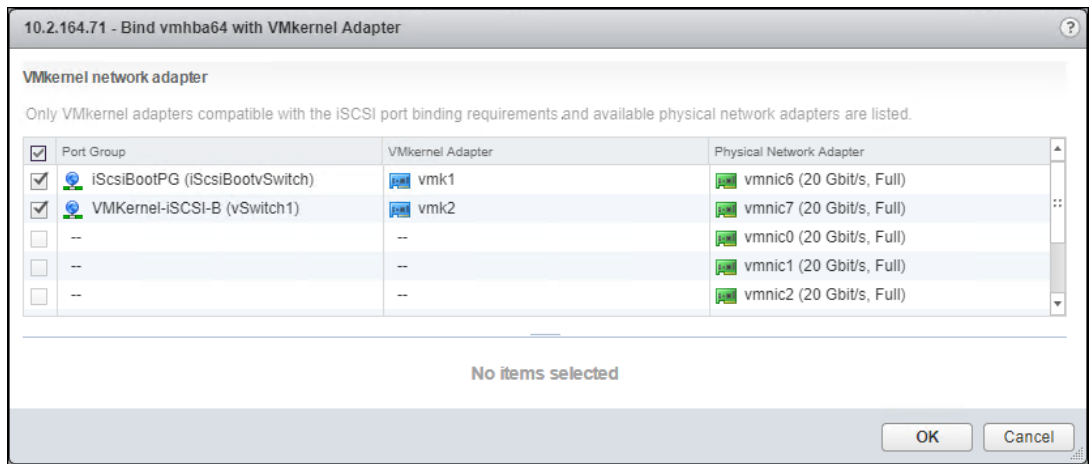 10.2.164.71 - Bind vmhba64 with VMkernel Adapter ?
VMkernel network adapter
Only VMkernel adapters compatible with the iSCSI port binding requirements and available physical network adapters are listed.
Port Group VMkernel Adapter Physical Network Adapter
iScsiBootPG (iScsiBootvSwitch) vmk1 vmnic6 (20 Gbit/s, Full)
VMKernel-iSCSI-B (vSwitch1) vmk2 vmnic7 (20 Gbit/s, Full)
-- -- vmnic0 (20 Gbit/s, Full)
-- -- vmnic1 (20 Gbit/s, Full)
-- -- vmnic2 (20 Gbit/s, Full)
No items selected
OK Cancel